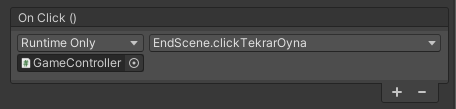 On Click ()
Runtime Only EndScene.clickTekrarOyna
GameController